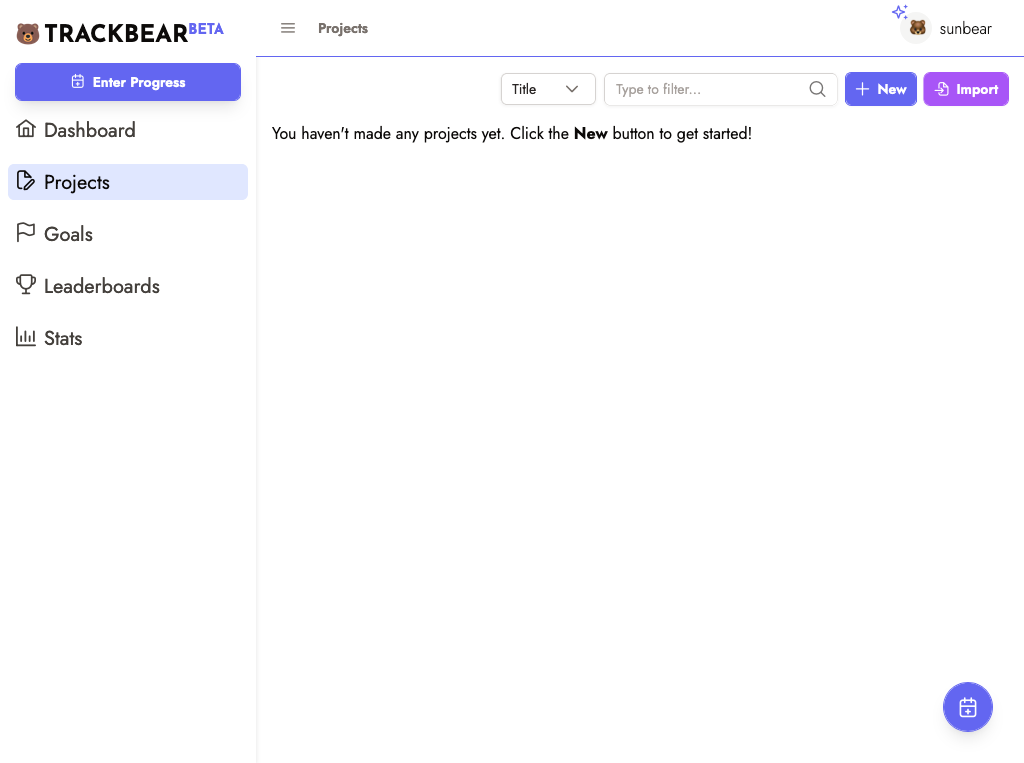 TRACKBEAR BETA
Enter Progress
Dashboard
Projects
Goals
Leaderboards
Stats
Projects
sunbear
Title
Type to filter...
New
Import
You haven't made any projects yet. Click the New button to get started!